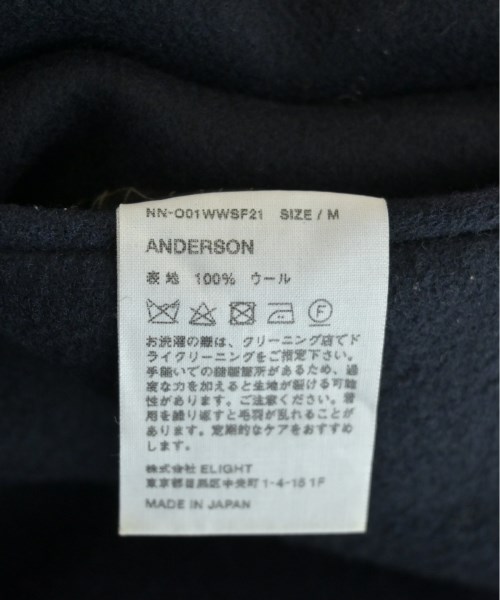 NN-O01WWSF21 SIZE / M
ANDERSON
表地 100% ウール
お洗濯の際は、クリーニング店でド
ライクリーニングをご指定下さい。
手縫いでの縫製箇所があるため、過
度な力を加えると生地が裂ける可能
性があります。ご注意ください。着
用を繰り返すと毛羽が乱れることが
あります。定期的なケアをおすすめ
します。
株式会社 ELIGHT
東京都目黒区中央町1-4-15 1F
MADE IN JAPAN